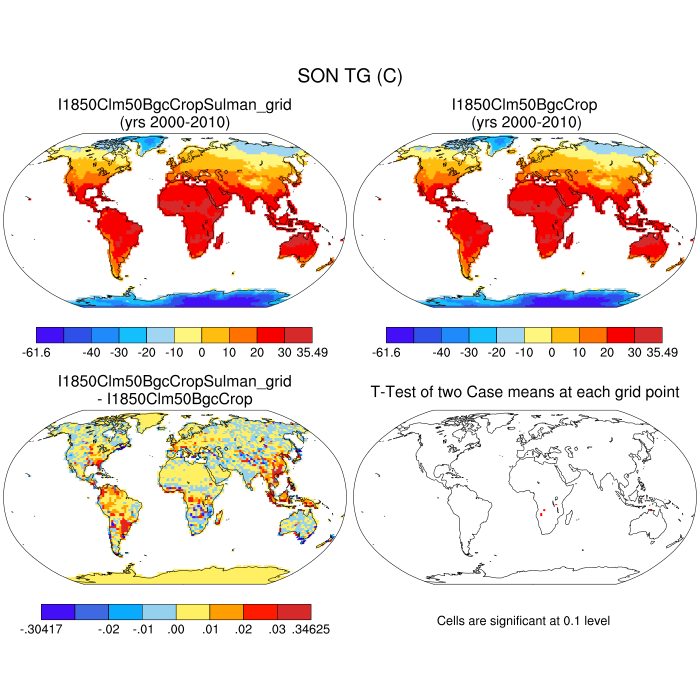 SON TG (C)
I1850Clm50BgcCropSulman_grid
(yrs 2000-2010)
I1850Clm50BgcCrop
(yrs 2000-2010)
-61.6 -40 -30 -20 -10 0 10 20 30 35.49
-61.6 -40 -30 -20 -10 0 10 20 30 35.49
I1850Clm50BgcCropSulman_grid
- I1850Clm50BgcCrop
T-Test of two Case means at each grid point
-.30417 -.02 -.01 .00 .01 .02 .03 .34625
Cells are significant at 0.1 level